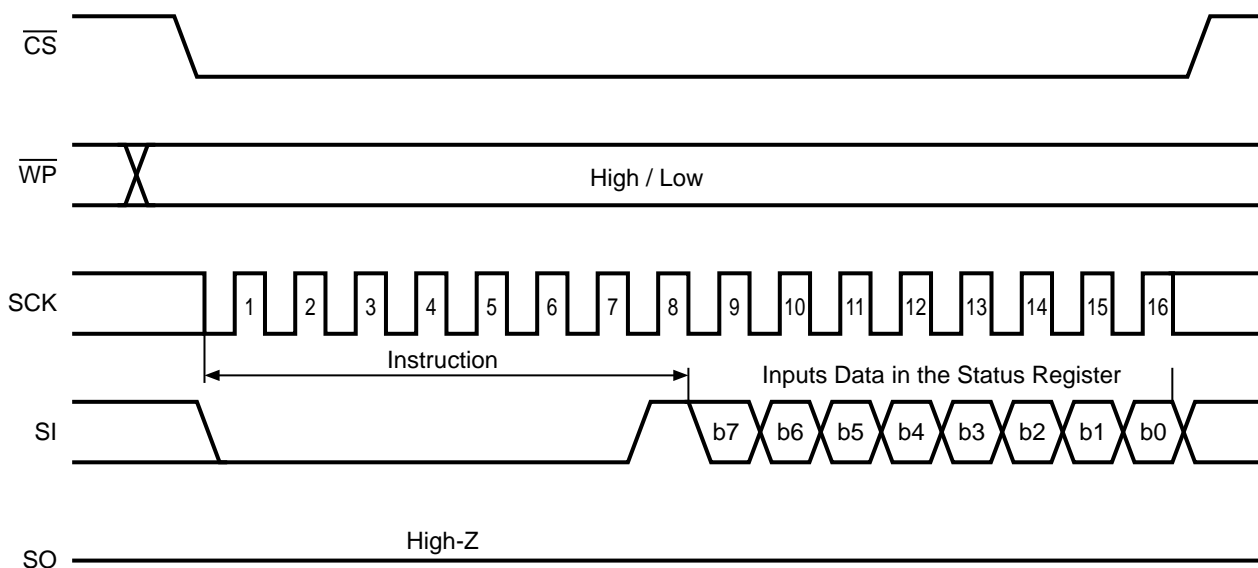 CS
WP
High / Low
SCK
1 2 3 4 5 6 7 8 9 10 11 12 13 14 15 16
Instruction
Inputs Data in the Status Register
SI
b7 b6 b5 b4 b3 b2 b1 b0
High-Z
SO